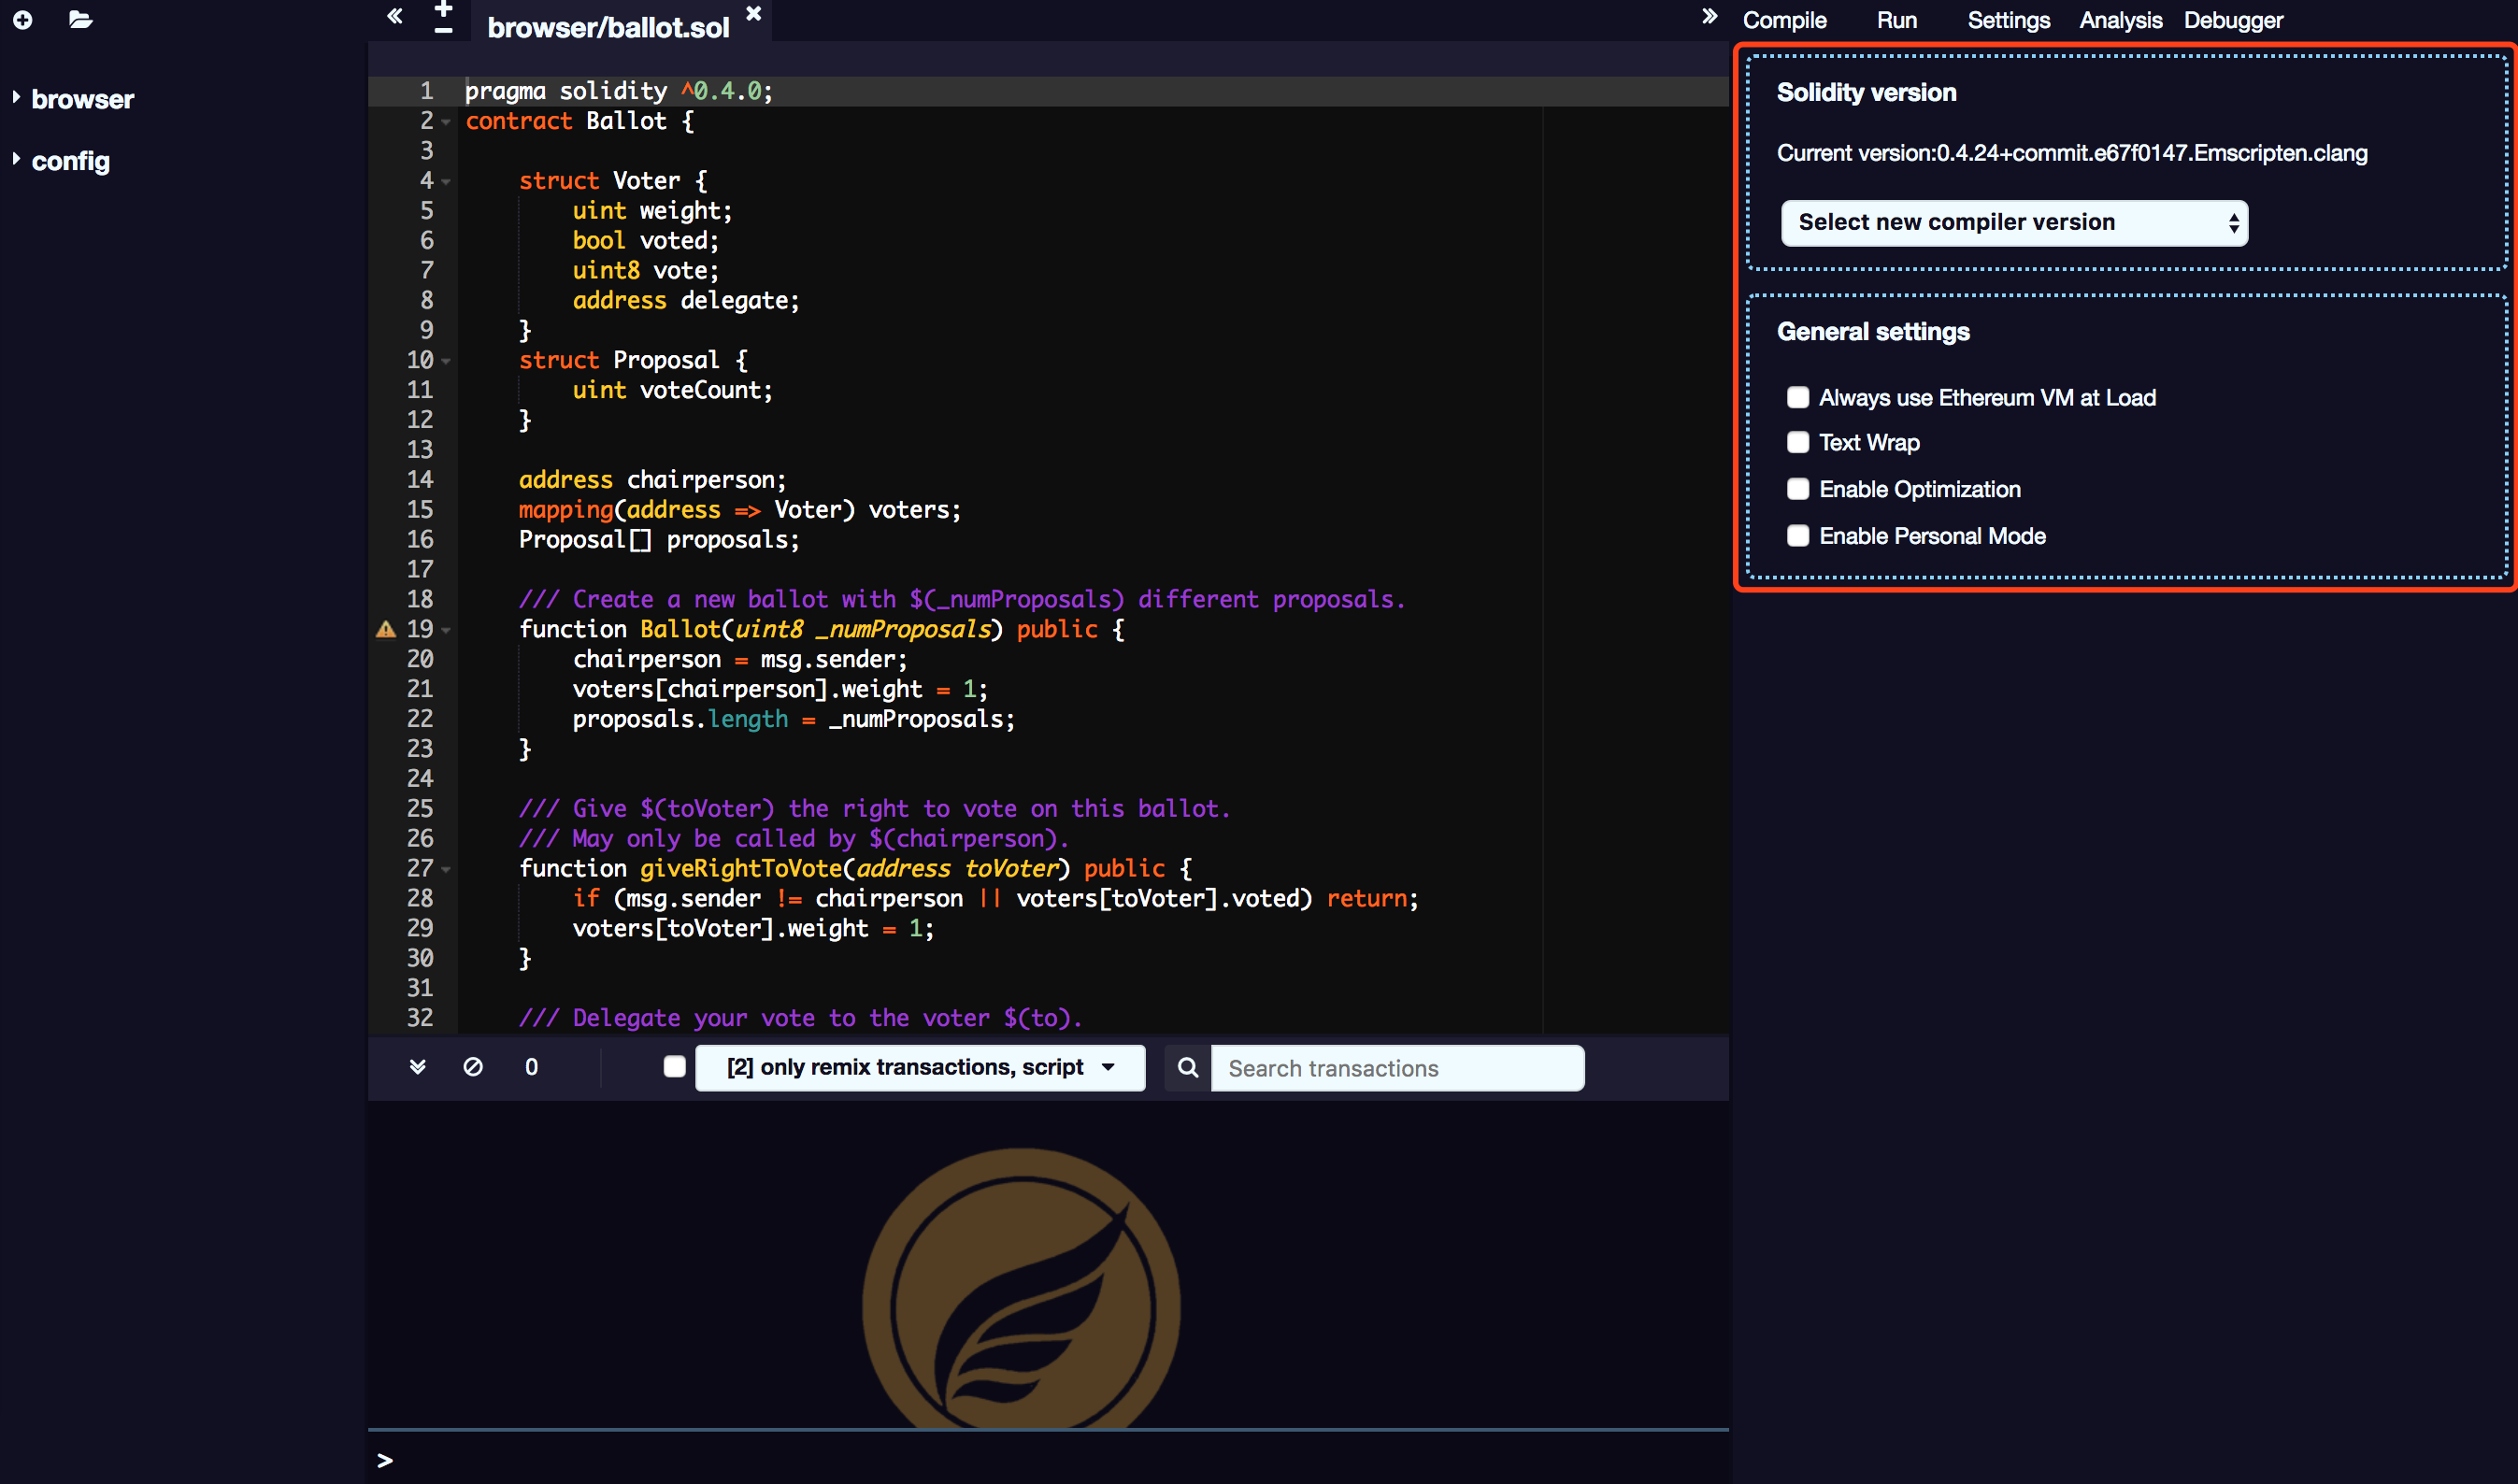 browser
config
browser/ballot.sol
1 pragma solidity ^0.4.0;
2 contract Ballot {
3
4 struct Voter {
5 uint weight;
6 bool voted;
7 uint8 vote;
8 address delegate;
9 }
10 struct Proposal {
11 uint voteCount;
12 }
13
14 address chairperson;
15 mapping(address => Voter) voters;
16 Proposal[] proposals;
17
18 /// Create a new ballot with $(_numProposals) different proposals.
19 function Ballot(uint8 _numProposals) public {
20 chairperson = msg.sender;
21 voters[chairperson].weight = 1;
22 proposals.length = _numProposals;
23 }
24
25 /// Give $(toVoter) the right to vote on this ballot.
26 /// May only be called by $(chairperson).
27 function giveRightToVote(address toVoter) public {
28 if (msg.sender != chairperson || voters[toVoter].voted) return;
29 voters[toVoter].weight = 1;
30 }
31
32 /// Delegate your vote to the voter $(to).
0
[2] only remix transactions, script
Search transactions
>
Compile Run Settings Analysis Debugger
Solidity version
Current version:0.4.24+commit.e67f0147.Emscripten.clang
Select new compiler version
General settings
Always use Ethereum VM at Load
Text Wrap
Enable Optimization
Enable Personal Mode